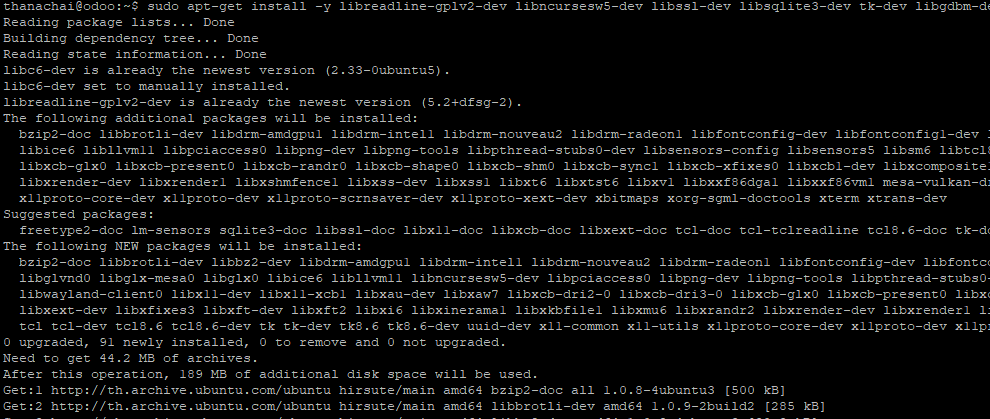 thanachai@odoo:~$ sudo apt-get install -y libreadline-gplv2-dev libncursesw5-dev libssl-dev libsqlite3-dev tk-dev libgdbm-de
Reading package lists... Done
Building dependency tree... Done
Reading state information... Done
libc6-dev is already the newest version (2.33-0ubuntu5).
libc6-dev set to manually installed.
libreadline-gplv2-dev is already the newest version (5.2+dfsg-2).
The following additional packages will be installed:
bzip2-doc libbrotli-dev libdrm-amdgpu1 libdrm-intel1 libdrm-nouveau2 libdrm-radeon1 libfontconfig-dev libfontconfig1-dev
libice6 libllvm11 libpciaccess0 libpng-dev libpng-tools libpthread-stubs0-dev libsensors-config libsensors5 libsm6 libtcl8
libxcb-glx0 libxcb-present0 libxcb-randr0 libxcb-shape0 libxcb-shm0 libxcb-sync1 libxcb-xfixes0 libxcb1-dev libxcomposite1
libxrender-dev libxrender1 libxshmfence1 libxss-dev libxss1 libxt6 libxtst6 libxv1 libxxf86dga1 libxxf86vm1 mesa-vulkan-dr
x11proto-core-dev x11proto-dev x11proto-scrnsaver-dev x11proto-xext-dev xbitmaps xorg-sgml-doctools xterm xtrans-dev
Suggested packages:
freetype2-doc lm-sensors sqlite3-doc libssl-doc libx11-doc libxcb-doc libxext-doc tcl-doc tcl-tclreadline tcl8.6-doc tk-do
The following NEW packages will be installed:
bzip2-doc libbrotli-dev libbz2-dev libdrm-amdgpu1 libdrm-intel1 libdrm-nouveau2 libdrm-radeon1 libfontconfig-dev libfontco
libglvnd0 libglx-mesa0 libglx0 libice6 libllvm11 libncursesw5-dev libpciaccess0 libpng-dev libpng-tools libpthread-stubs0-
libwayland-client0 libx11-dev libx11-xcb1 libxau-dev libxaw7 libxcb-dri2-0 libxcb-dri3-0 libxcb-glx0 libxcb-present0 libxc
libxext-dev libxfixes3 libxft-dev libxft2 libxi6 libxinerama1 libxkbfile1 libxmu6 libxrandr2 libxrender-dev libxrender1 li
tcl tcl-dev tcl8.6 tcl8.6-dev tk tk-dev tk8.6 tk8.6-dev uuid-dev x11-common x11-utils x11proto-core-dev x11proto-dev x11pr
0 upgraded, 91 newly installed, 0 to remove and 0 not upgraded.
Need to get 44.2 MB of archives.
After this operation, 189 MB of additional disk space will be used.
Get:1 http://th.archive.ubuntu.com/ubuntu hirsute/main amd64 bzip2-doc all 1.0.8-4ubuntu3 [500 kB]
Get:2 http://th.archive.ubuntu.com/ubuntu hirsute/main amd64 libbrotli-dev amd64 1.0.9-2build2 [285 kB]